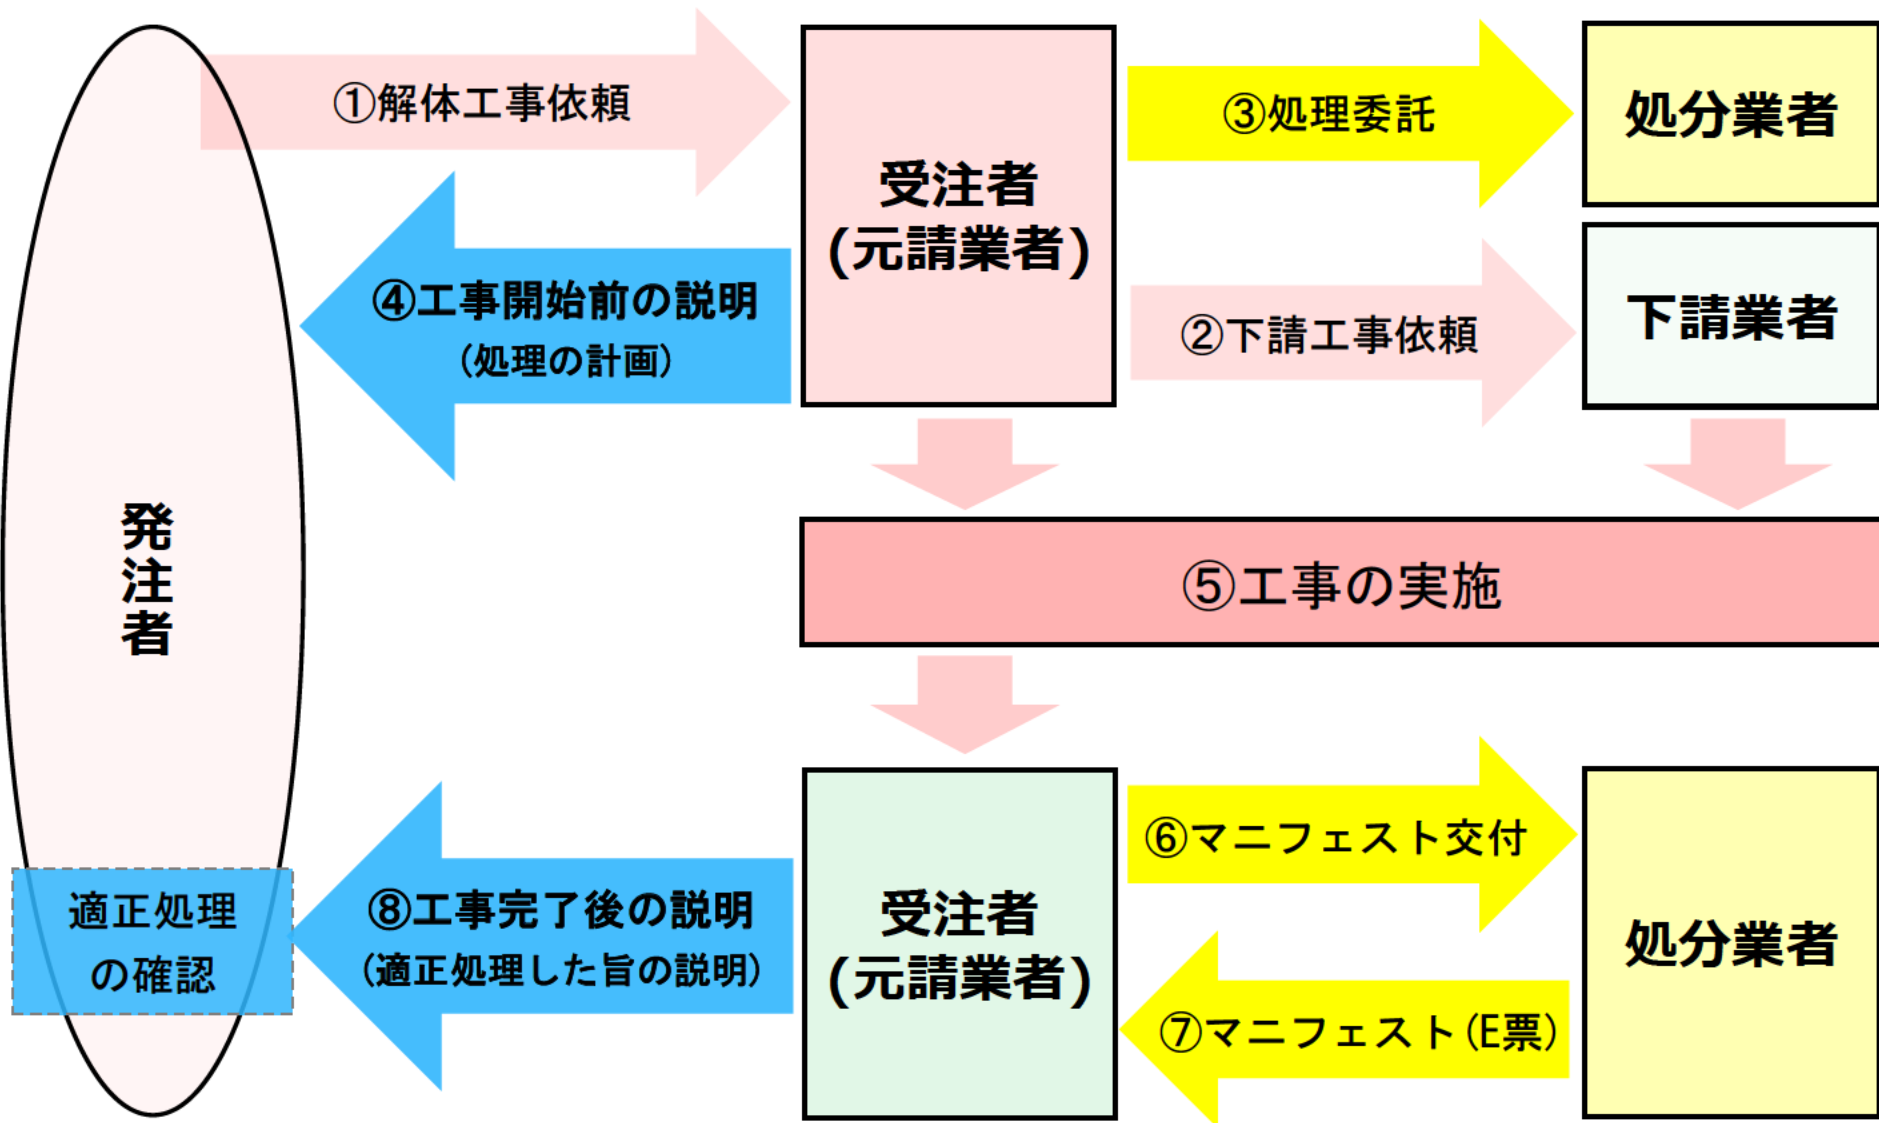 ①解体工事依頼
受注者
(元請業者)
③処理委託
処分業者
④工事開始前の説明
(処理の計画)
②下請工事依頼
下請業者
発注者
⑤工事の実施
適正処理
の確認
⑧工事完了後の説明
(適正処理した旨の説明)
受注者
(元請業者)
⑥マニフェスト交付
⑦マニフェスト(E票)
処分業者